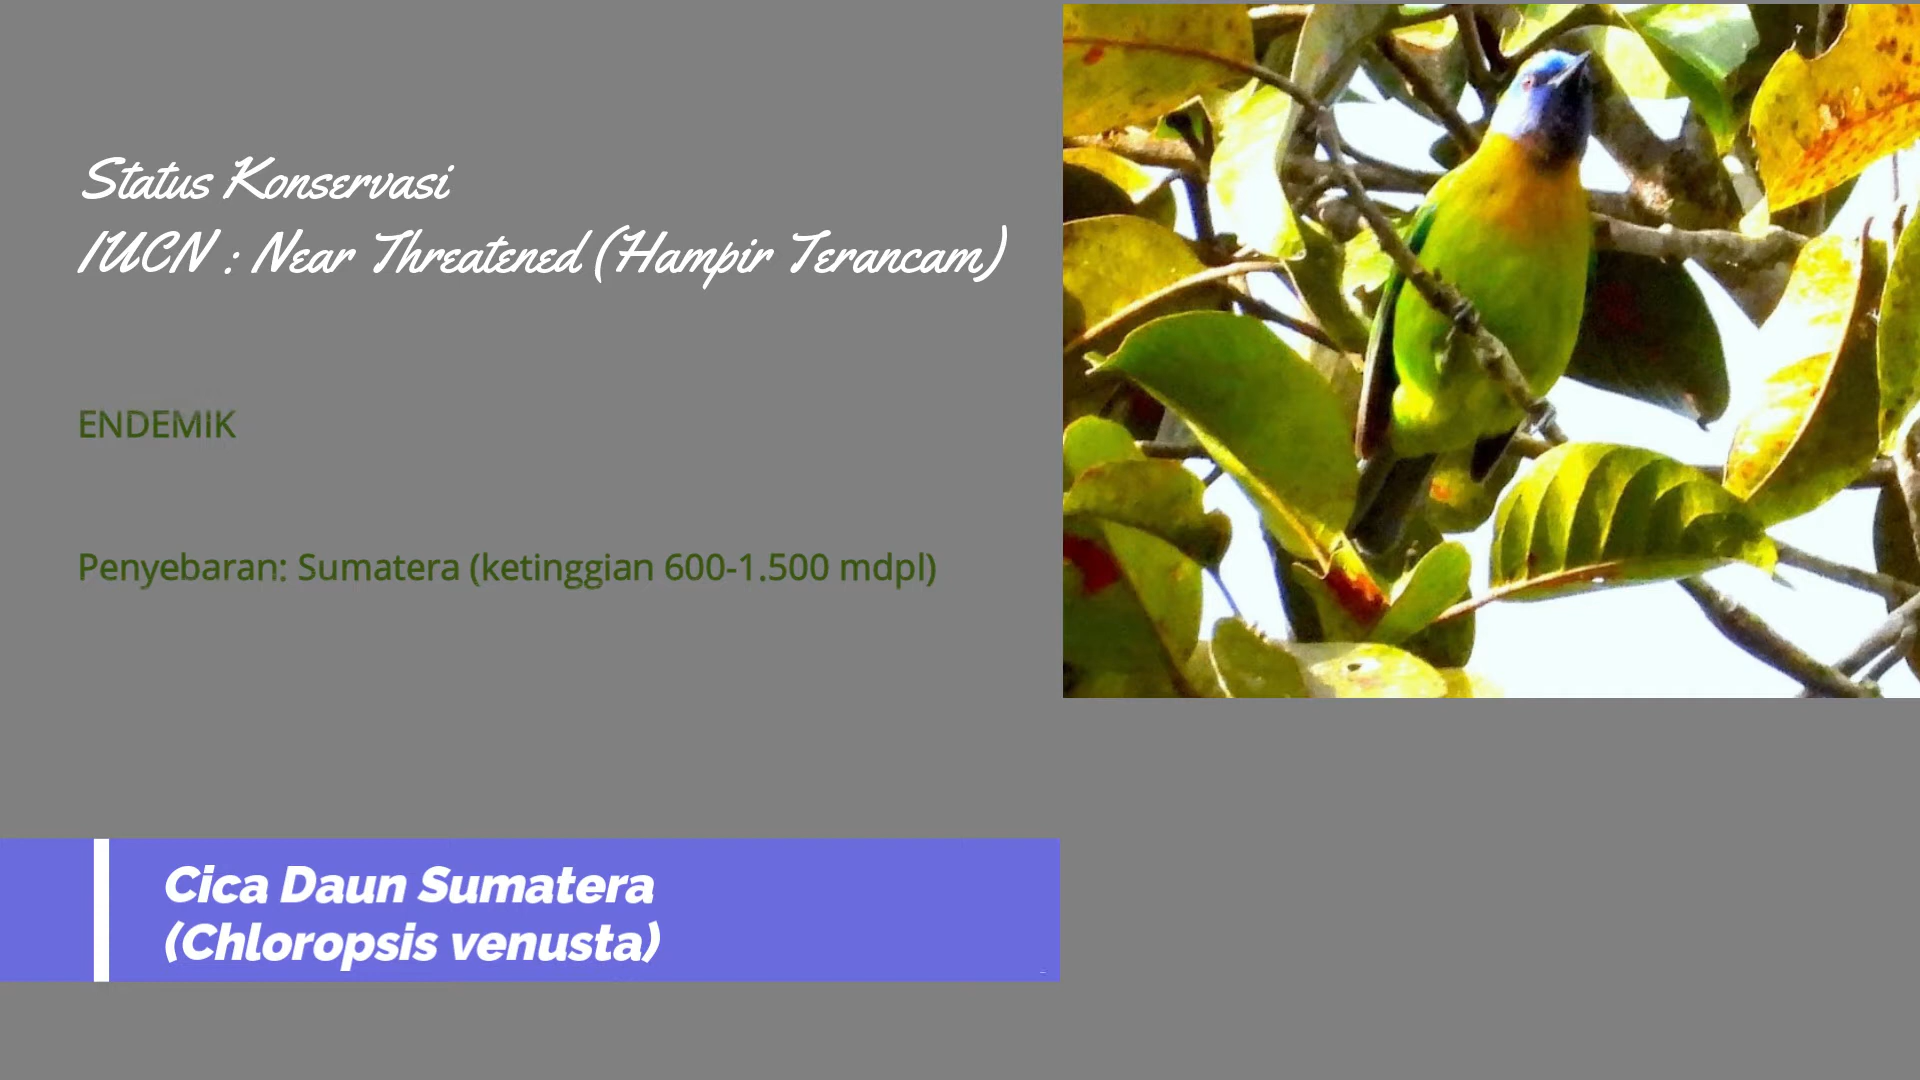 Status Konservasi
IUCN : Near Threatened (Hampir Terancam)
ENDEMIK
Penyebaran: Sumatera (ketinggian 600-1.500 mdpl)
Cica Daun Sumatera
(Chloropsis venusta)